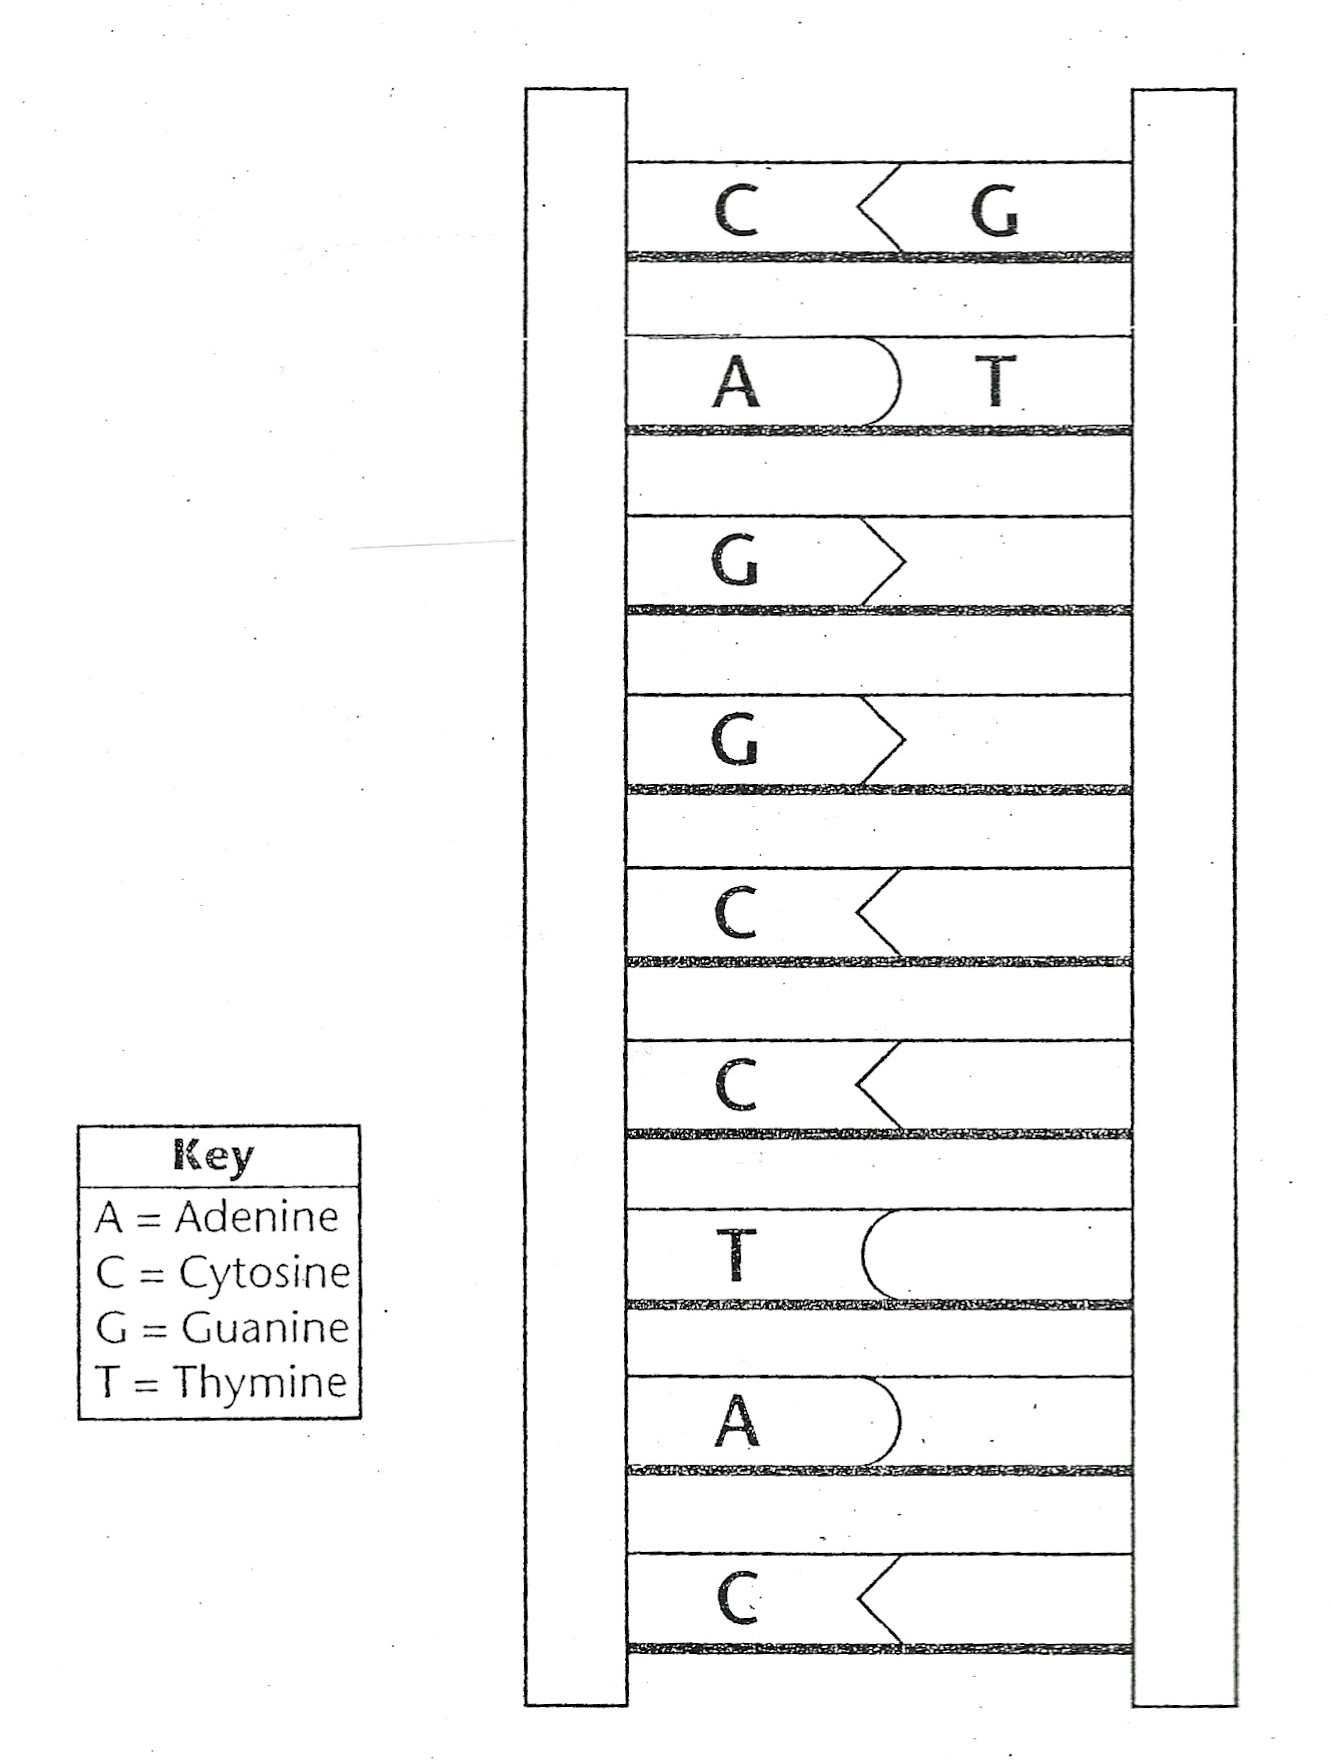 C G
A T
G
G
C
C
T
A
C
Key
A = Adenine
C = Cytosine
G = Guanine
T = Thymine